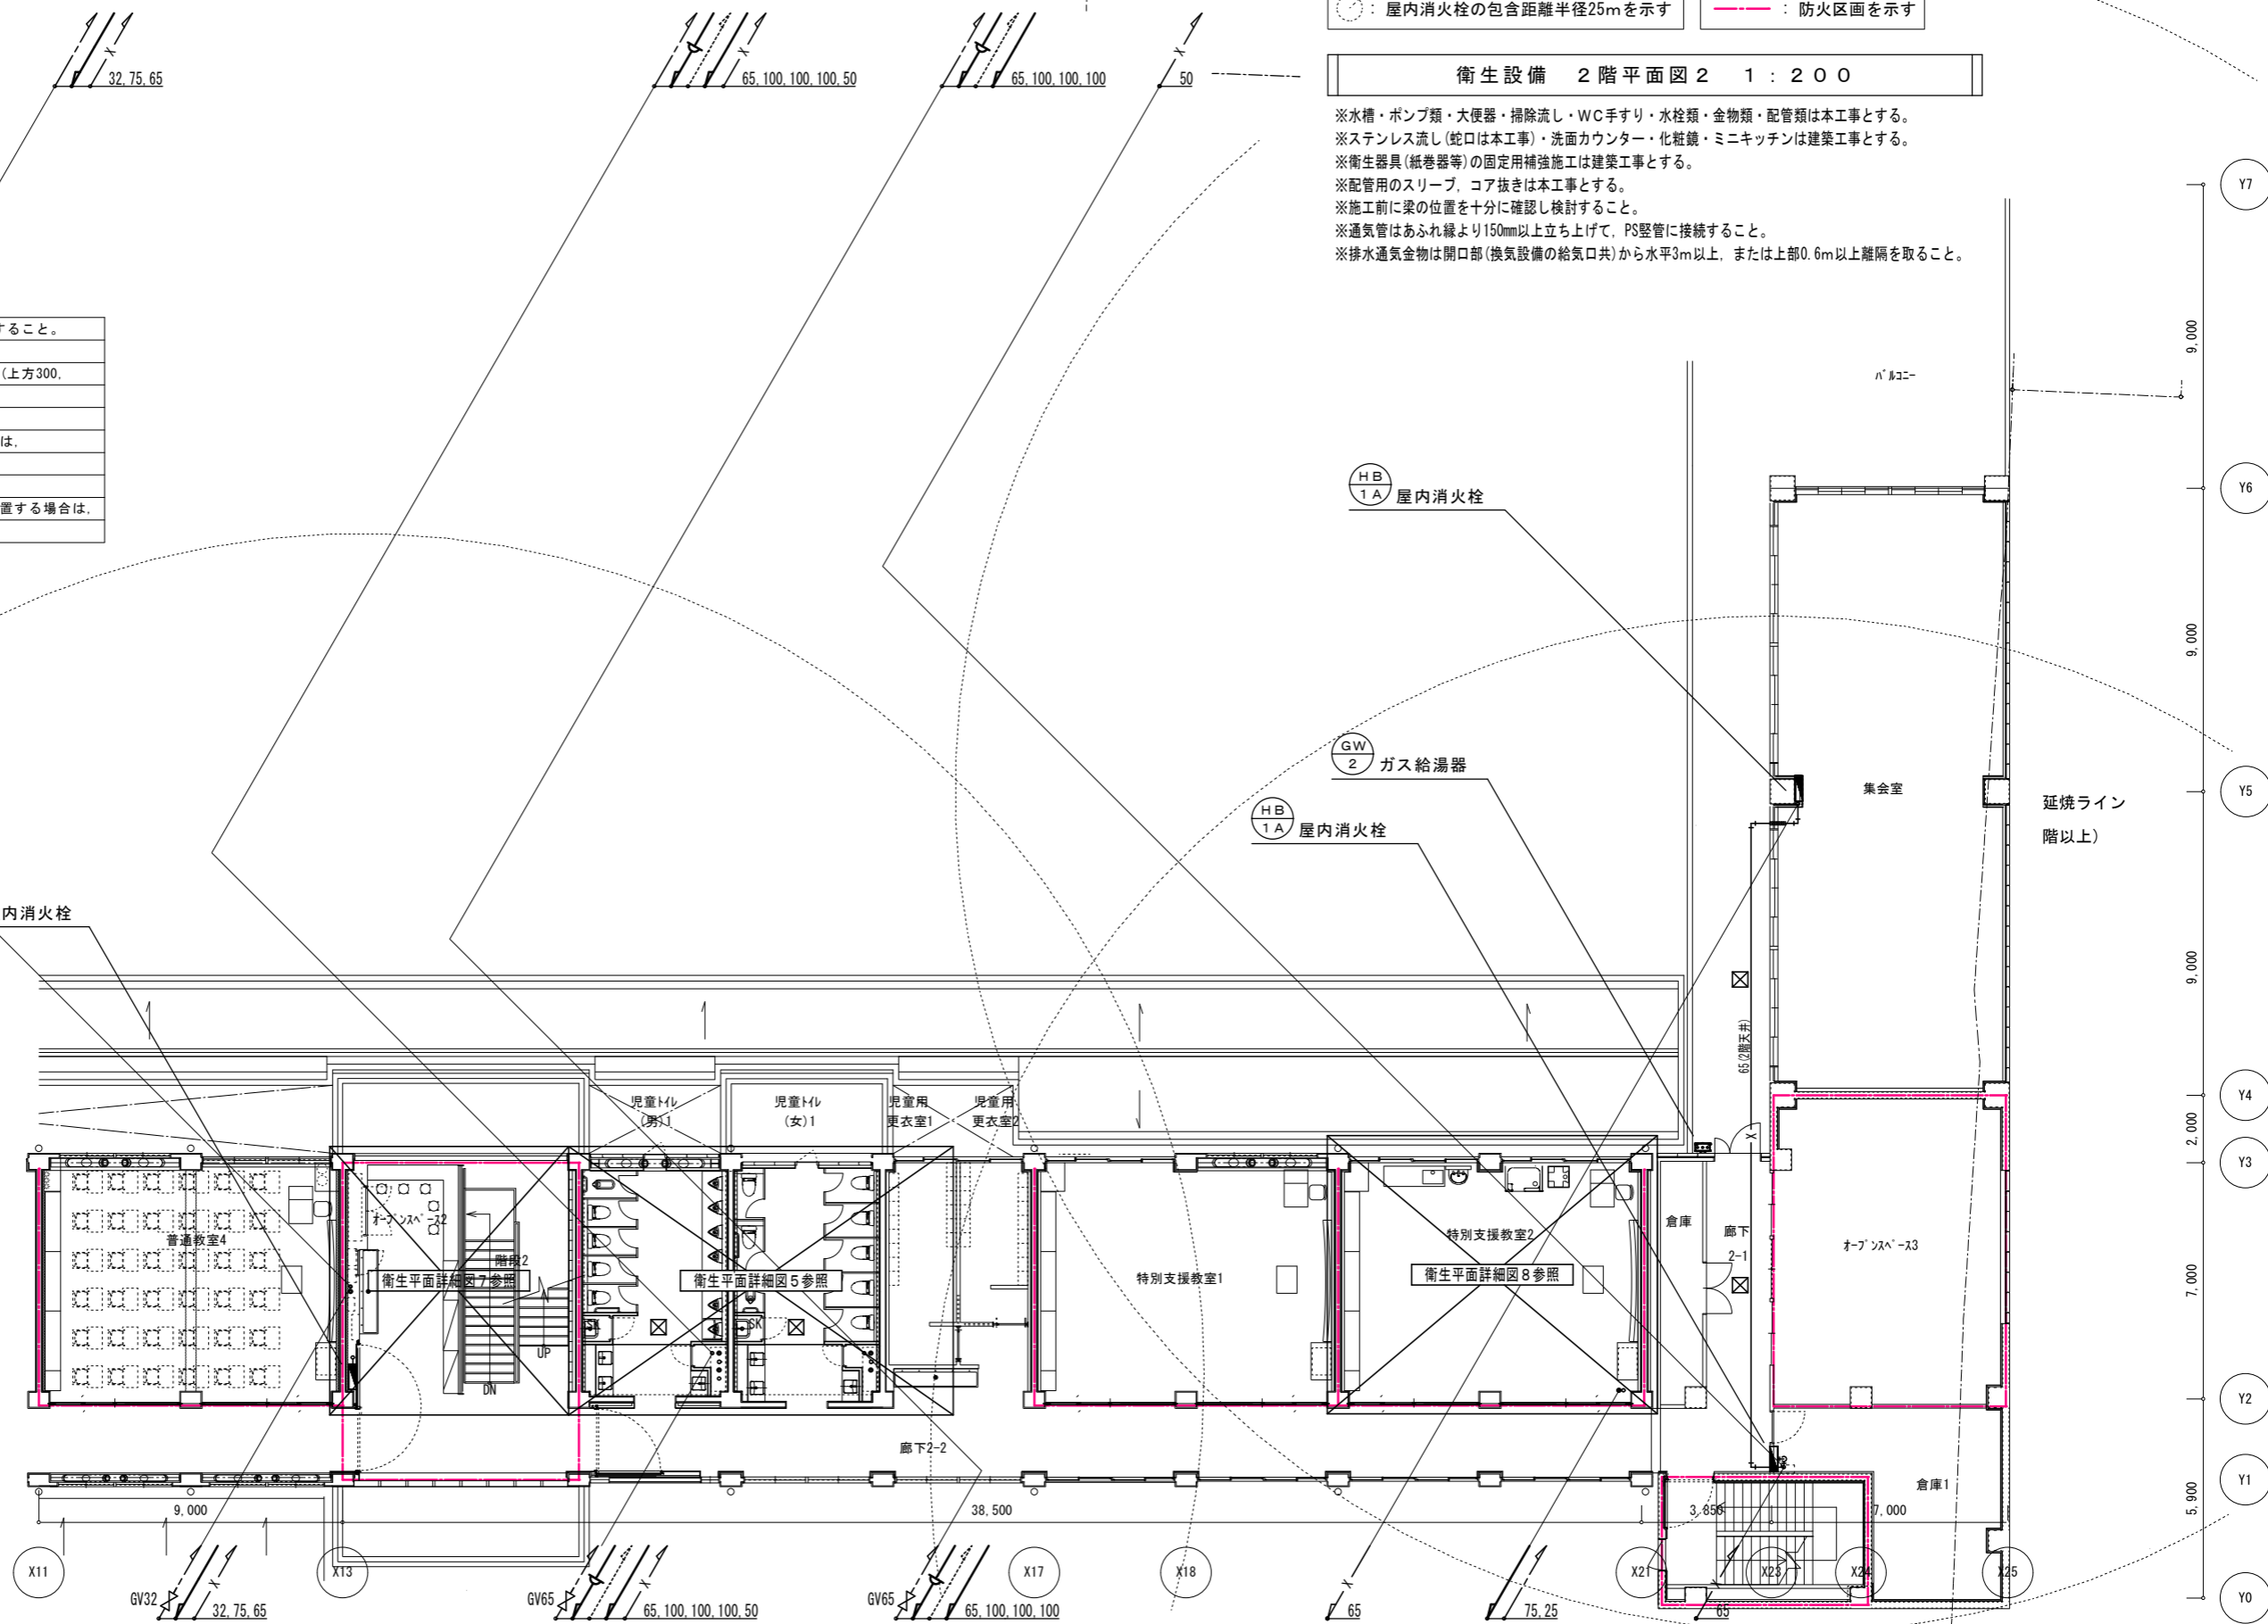 : 屋内消火栓の包含距離半径25mを示す
: 防火区画を示す
32,75,65
65,100,100,100,50
65,100,100,100
50
衛生設備 2階平面図2 1:200
※水槽・ポンプ類・大便器・掃除流し・WC手すり・水栓類・金物類・配管類は本工事とする。
※ステンレス流し(蛇口は本工事)・洗面カウンター・化粧鏡・ミニキッチンは建築工事とする。
※衛生器具(紙巻器等)の固定用補強施工は建築工事とする。
※配管用のスリーブ, コア抜きは本工事とする。
※施工前に梁の位置を十分に確認し検討すること。
※通気管はあふれ縁より150mm以上立ち上げて, PS竪管に接続すること。
※排水通気金物は開口部(換気設備の給気口共)から水平3m以上, または上部0.6m以上離隔を取ること。
Y7
すること。
(上方300,
は,
置する場合は,
9,000
バルコニー
HB
1A
屋内消火栓
Y6
9,000
GW
2
ガス給湯器
HB
1A
屋内消火栓
集会室
Y5
延焼ライン
階以上)
内消火栓
9,000
65(2階天井)
児童トイレ
(男)1
児童トイレ
(女)1
児童用
更衣室1
児童用
更衣室2
Y4
2,000
X
Y3
オープンスペース2
普通教室4
階段2
衛生平面詳細図7参照
衛生平面詳細図5参照
特別支援教室1
特別支援教室2
衛生平面詳細図8参照
倉庫
廊下
2-1
オープンスペース3
7,000
SK
SK
UP
DN
Y2
廊下2-2
倉庫1
Y1
9,000
38,500
3,850
7,000
5,900
X11
X13
X17
X18
X21
X23
X24
X25
GV32
32,75,65
GV65
65,100,100,100,50
GV65
65,100,100,100
65
75,25
65
Y0